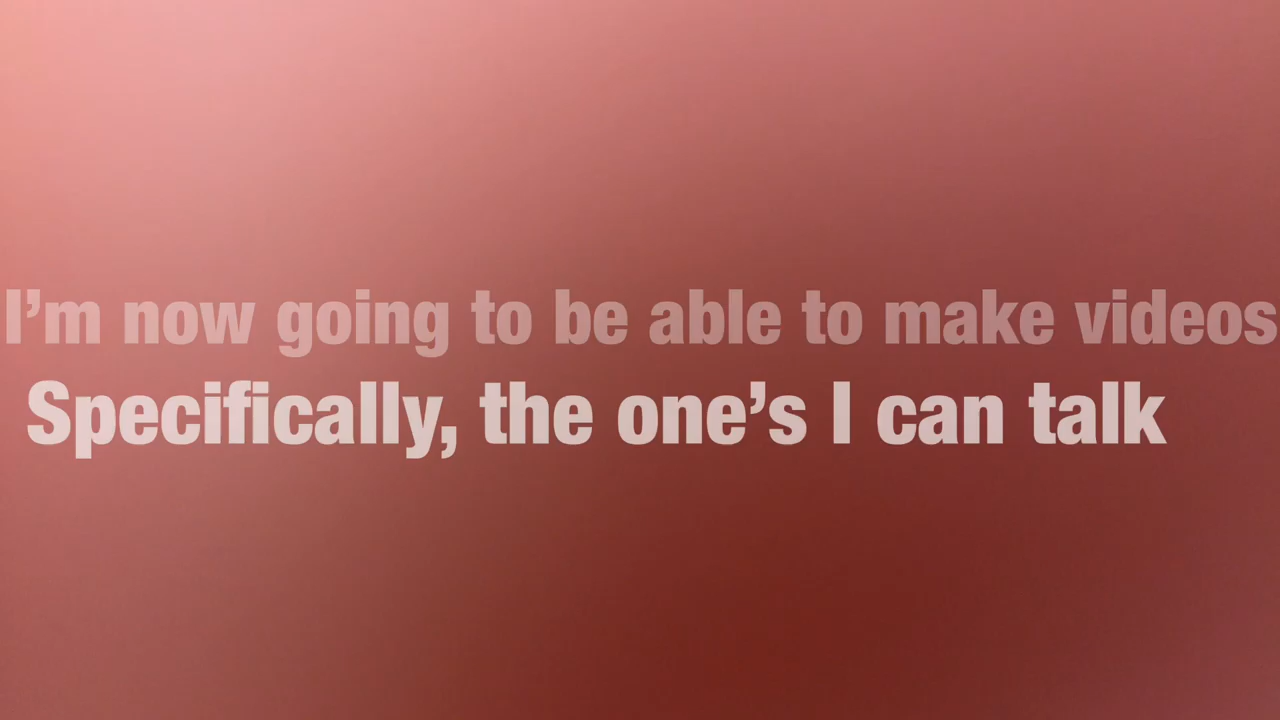 I’m now going to be able to make videos
Specifically, the one’s I can talk